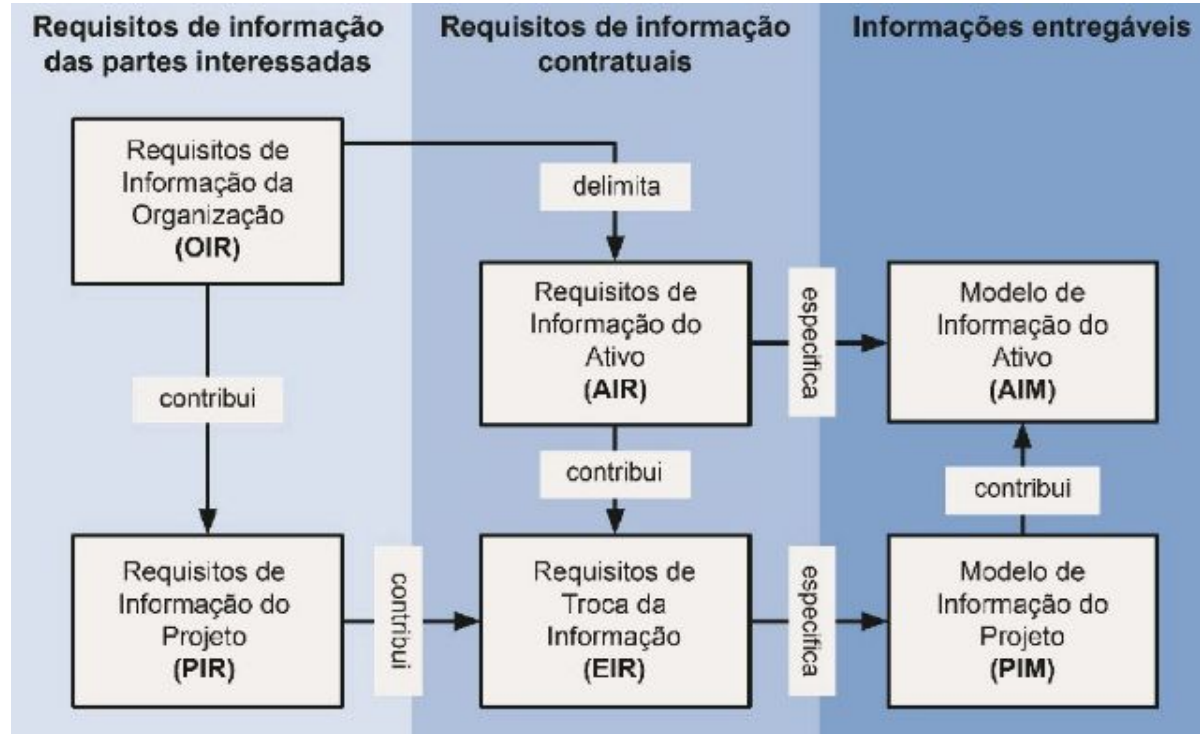 Requisitos de informação
das partes interessadas
Requisitos de informação
contratuais
Informações entregáveis
Requisitos de
Informação da
Organização
(OIR)
delimita
Requisitos de
Informação do
Ativo
(AIR)
especifica
Modelo de
Informação do
Ativo
(AIM)
contribui
contribui
contribui
Requisitos de
Informação do
Projeto
(PIR)
contribui
Requisitos de
Troca da
Informação
(EIR)
especifica
Modelo de
Informação do
Projeto
(PIM)